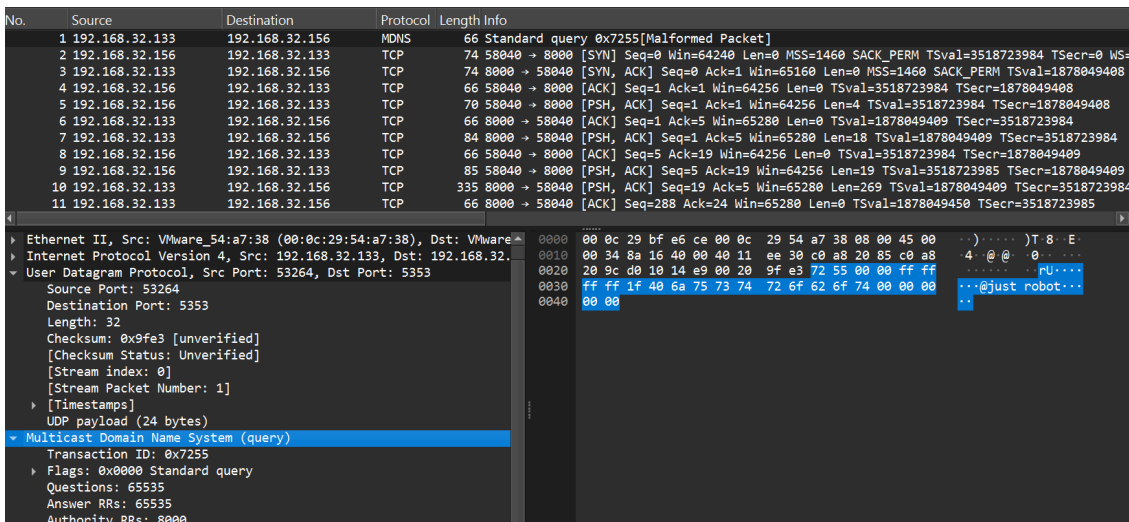 No. Source Destination Protocol Length Info
1 192.168.32.133 192.168.32.156 MDNS 66 Standard query 0x7255[Malformed Packet]
2 192.168.32.156 192.168.32.133 TCP 74 58040 → 8000 [SYN] Seq=0 Win=64240 Len=0 MSS=1460 SACK_PERM TSval=3518723984 TSecr=0 WS=
3 192.168.32.133 192.168.32.156 TCP 74 8000 → 58040 [SYN, ACK] Seq=0 Ack=1 Win=65160 Len=0 MSS=1460 SACK_PERM TSval=1878049408
4 192.168.32.156 192.168.32.133 TCP 66 58040 → 8000 [ACK] Seq=1 Ack=1 Win=64256 Len=0 TSval=3518723984 TSecr=1878049408
5 192.168.32.156 192.168.32.133 TCP 70 58040 → 8000 [PSH, ACK] Seq=1 Ack=1 Win=64256 Len=4 TSval=3518723984 TSecr=1878049408
6 192.168.32.133 192.168.32.156 TCP 66 8000 → 58040 [ACK] Seq=1 Ack=5 Win=65280 Len=0 TSval=1878049409 TSecr=3518723984
7 192.168.32.133 192.168.32.156 TCP 84 8000 → 58040 [PSH, ACK] Seq=1 Ack=5 Win=65280 Len=18 TSval=1878049409 TSecr=3518723984
8 192.168.32.156 192.168.32.133 TCP 66 58040 → 8000 [ACK] Seq=5 Ack=19 Win=64256 Len=0 TSval=3518723984 TSecr=1878049409
9 192.168.32.156 192.168.32.133 TCP 85 58040 → 8000 [PSH, ACK] Seq=5 Ack=19 Win=64256 Len=19 TSval=3518723985 TSecr=1878049409
10 192.168.32.133 192.168.32.156 TCP 335 8000 → 58040 [PSH, ACK] Seq=19 Ack=5 Win=65280 Len=269 TSval=1878049409 TSecr=3518723984
11 192.168.32.133 192.168.32.156 TCP 66 8000 → 58040 [ACK] Seq=288 Ack=24 Win=65280 Len=0 TSval=1878049450 TSecr=3518723985
Ethernet II, Src: VMware_54:a7:38 (00:0c:29:54:a7:38), Dst: VMware
Internet Protocol Version 4, Src: 192.168.32.133, Dst: 192.168.32.
User Datagram Protocol, Src Port: 53264, Dst Port: 5353
Source Port: 53264
Destination Port: 5353
Length: 32
Checksum: 0x9fe3 [unverified]
[Checksum Status: Unverified]
[Stream index: 0]
[Stream Packet Number: 1]
[Timestamps]
UDP payload (24 bytes)
Multicast Domain Name System (query)
Transaction ID: 0x7255
Flags: 0x0000 Standard query
Questions: 65535
Answer RRs: 65535
Authority RRs: 8000
0000 00 0c 29 bf e6 ce 00 0c 29 54 a7 38 08 00 45 00 ··)····· )T·8··E·
0010 00 34 8a 16 40 00 40 11 ee 30 c0 a8 20 85 c0 a8 ·4··@·@· ·0·· ···
0020 20 9c d0 10 14 e9 00 20 9f e3 72 55 00 00 ff ff  ······  ··rU····
0030 ff ff 1f 40 6a 75 73 74 72 6f 62 6f 74 00 00 00 ···@just robot···
0040 00 00 ··